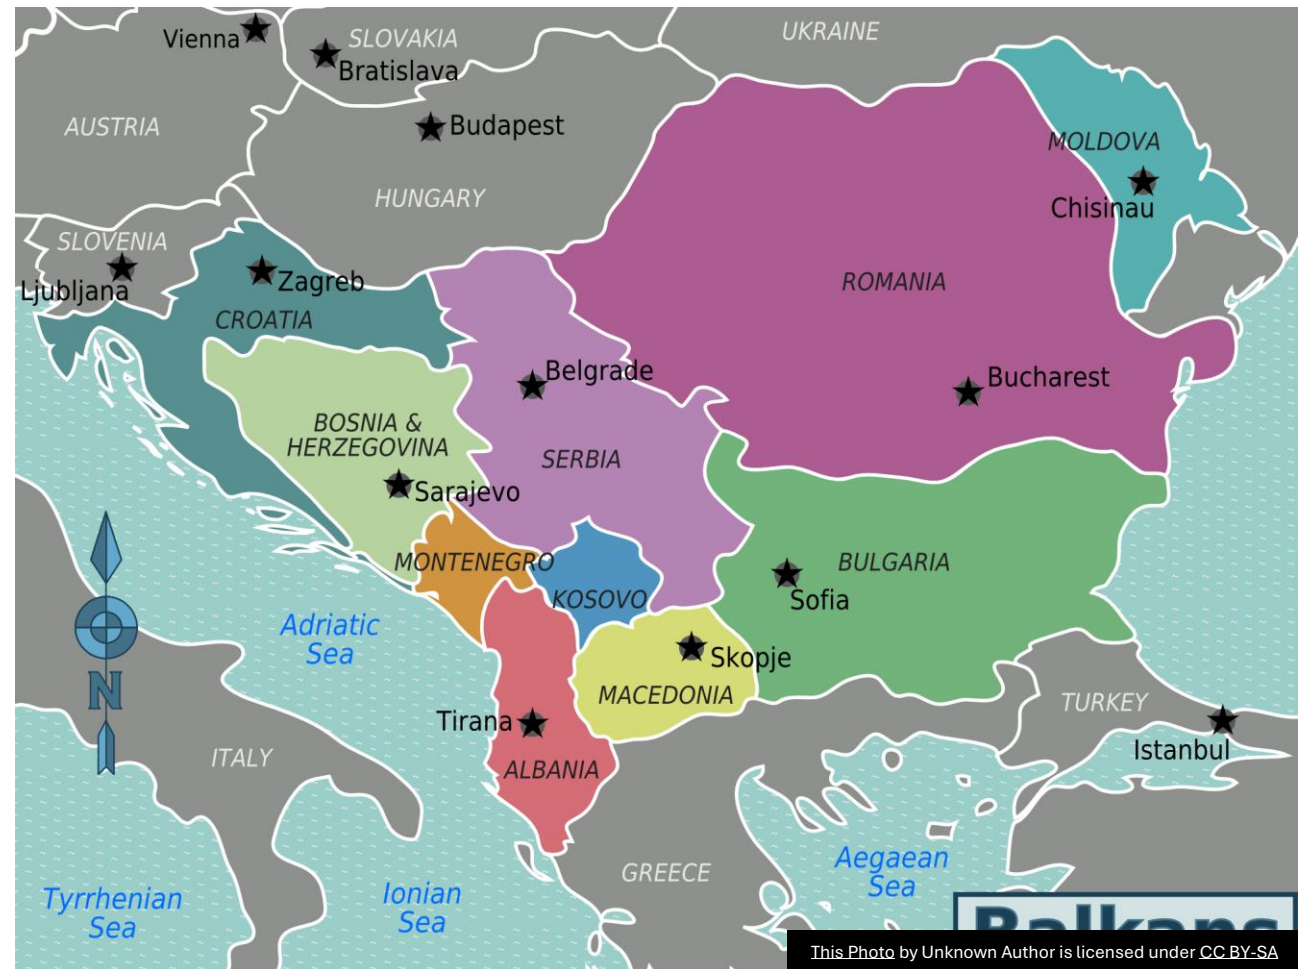 UKRAINE
Vienna
SLOVAKIA
Bratislava
AUSTRIA
Budapest
MOLDOVA
HUNGARY
Chisinau
SLOVENIA
Ljubljana
Zagreb
ROMANIA
CROATIA
Belgrade
Bucharest
BOSNIA &
HERZEGOVINA
SERBIA
Sarajevo
MONTENEGRO
BULGARIA
KOSOVO
Sofia
Adriatic
Sea
Skopje
N
MACEDONIA
TURKEY
Tirana
Istanbul
ITALY
ALBANIA
GREECE
Aegaean
Sea
Tyrrhenian
Sea
Ionian
Sea
Balkans
This Photo by Unknown Author is licensed under CC BY-SA